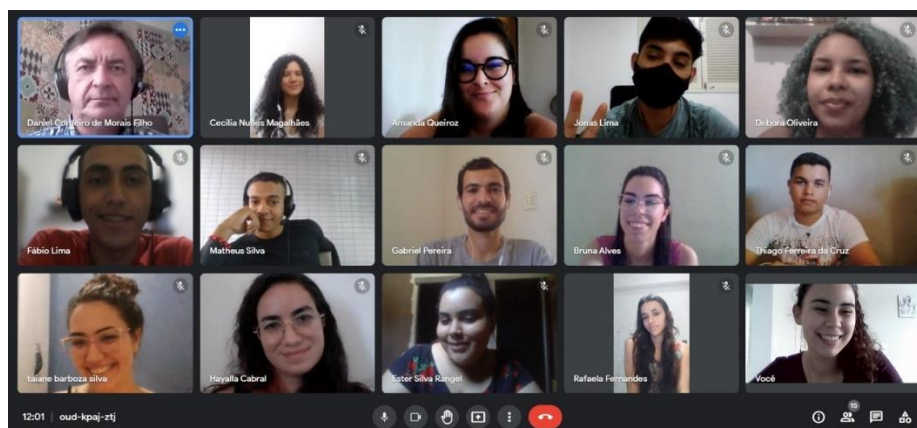 Daniel Cordeiro de Morais Filho
Cecília Nunes Magalhães
Amanda Queiroz
Jonas Lima
Debora Oliveira
Fábio Lima
Matheus Silva
Gabriel Pereira
Bruna Alves
Thiago Ferreira da Cruz
taiane barboza silva
Hayalla Cabral
Ester Silva Rangel
Rafaela Fernandes
Você
12:01 | oud-kpaj-ztj
15